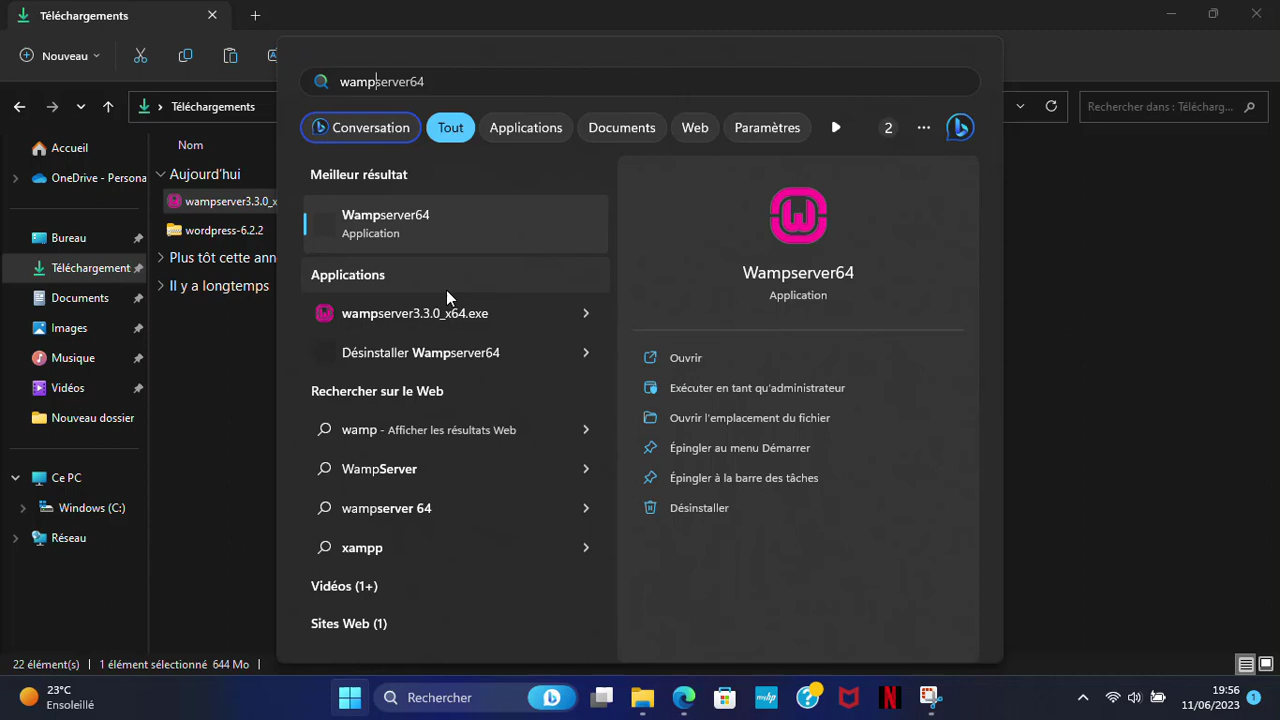 Téléchargements
Nouveau
wampserver64
Téléchargements
Rechercher dans : Télécharg...
Conversation
Tout
Applications
Documents
Web
Paramètres
2
...
Accueil
OneDrive - Persona
Bureau
Téléchargement
Documents
Images
Musique
Vidéos
Nouveau dossier
Ce PC
Windows (C:)
Réseau
Nom
Aujourd'hui
wampserver3.3.0_x
wordpress-6.2.2
Plus tôt cette ann
Il y a longtemps
Meilleur résultat
Wampserver64
Application
Applications
wampserver3.3.0_x64.exe
Désinstaller Wampserver64
Rechercher sur le Web
wamp - Afficher les résultats Web
WampServer
wampserver 64
xampp
Vidéos (1+)
Sites Web (1)
Wampserver64
Application
Ouvrir
Exécuter en tant qu'administrateur
Ouvrir l'emplacement du fichier
Épingler au menu Démarrer
Épingler à la barre des tâches
Désinstaller
22 élément(s)
1 élément sélectionné 644 Mo
23°C
Ensoleillé
Rechercher
myhp
N
19:56
11/06/2023
1